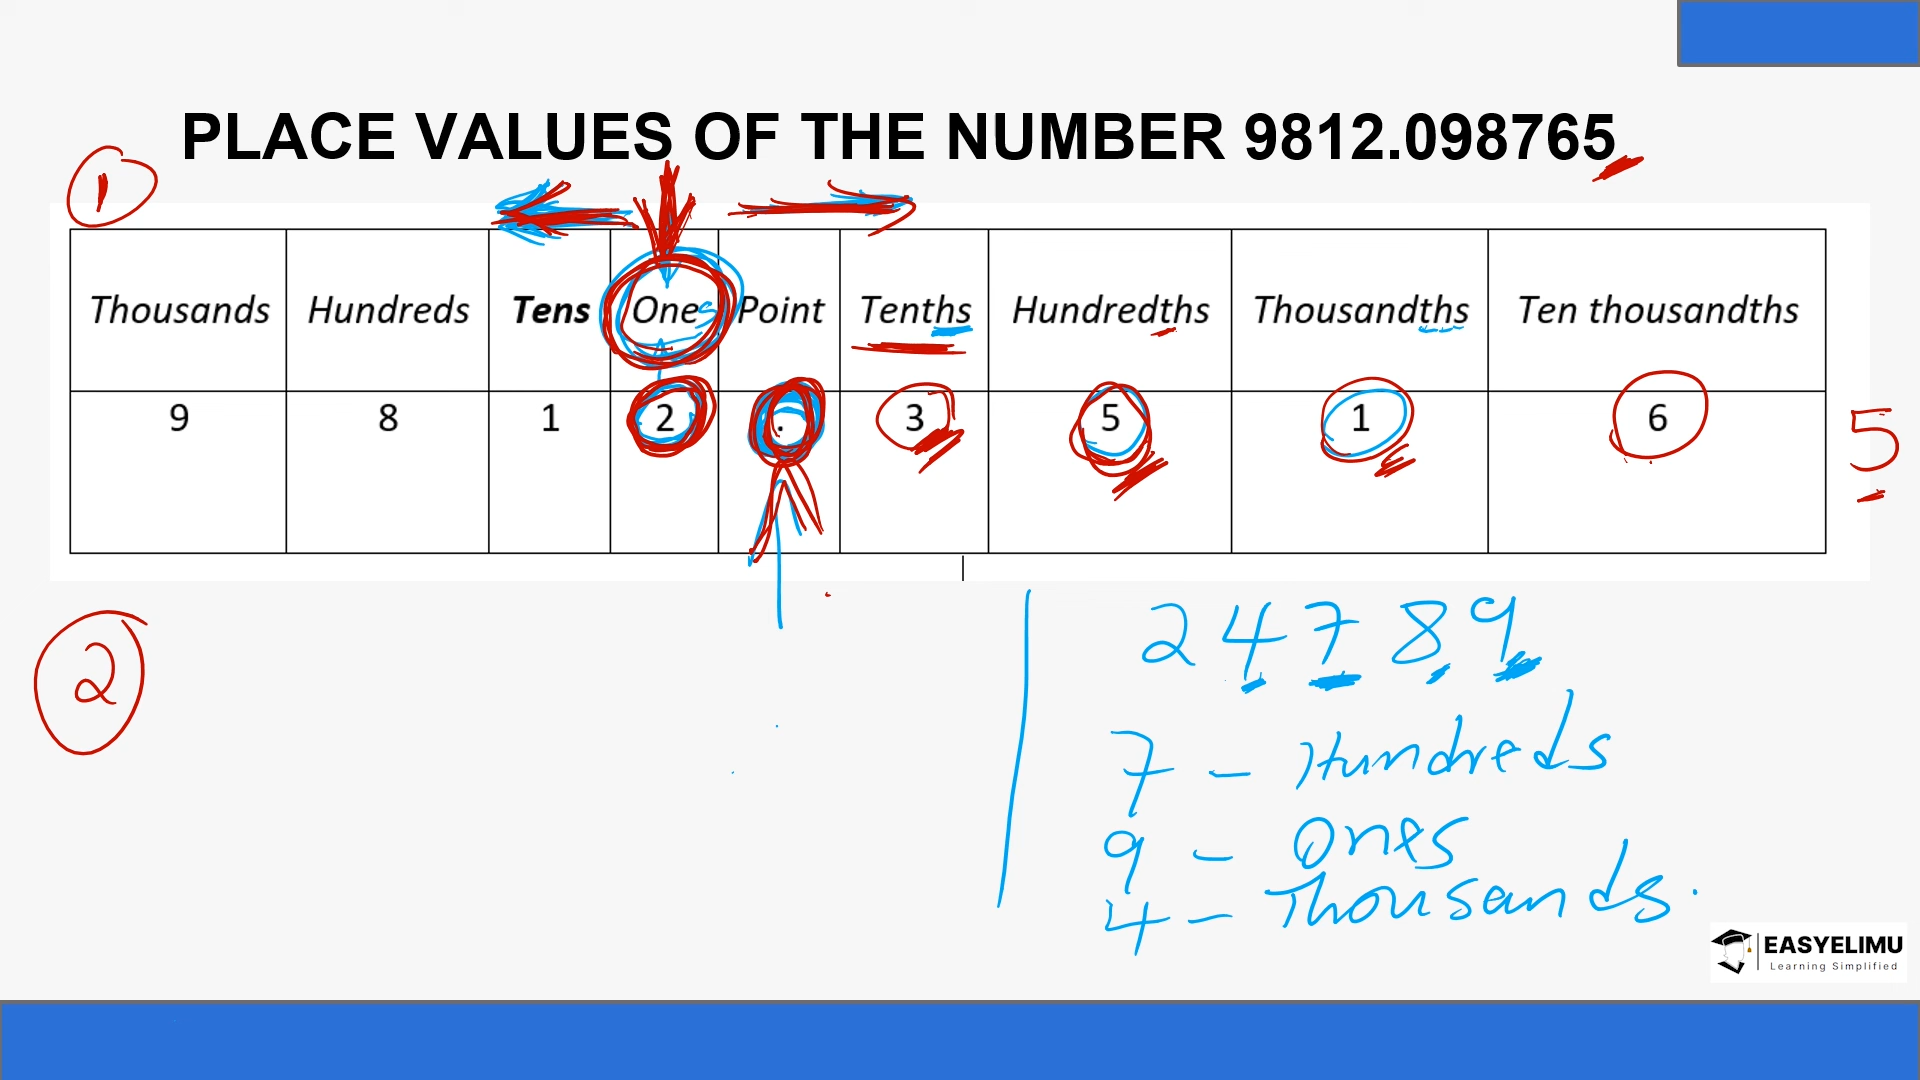 PLACE VALUES OF THE NUMBER 9812.098765
1
Thousands Hundreds Tens Ones Point Tenths Hundredths Thousandths Ten thousandths
9 8 1 2 . 3 5 1 6 5
2
24789
7 - Hundreds
9 - Ones
4 - Thousands.
EASYELIMU
Learning Simplified